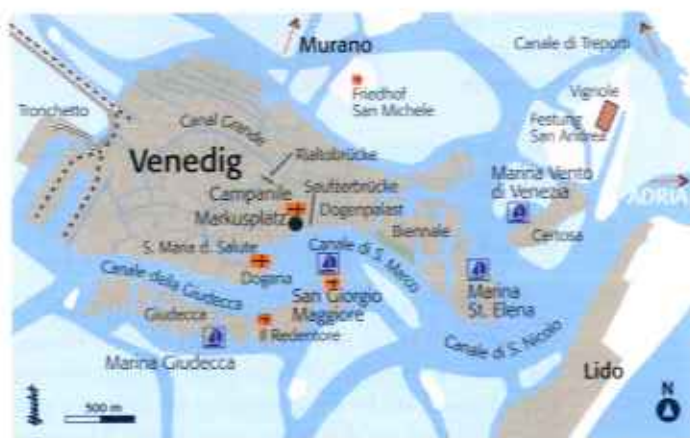 Murano
Canale di Treporti
Friedhof
San Michele
Vignole
Tronchetto
Canal Grande
Festung
San Andrea
Rialtobrücke
Venedig
Seufzerbrücke
Marina Vento
di Venezia
ADRIA
Campanile
Dogenpalast
Markusplatz
Biennale
Certosa
S. Maria d. Salute
Canale di S. Marco
Dogana
Canale della Giudecca
San Giorgio
Maggiore
Marina
St. Elena
Giudecca
Il Redentore
Canale di S. Nicolo
Marina Giudecca
Lido
N
Yacht
500 m